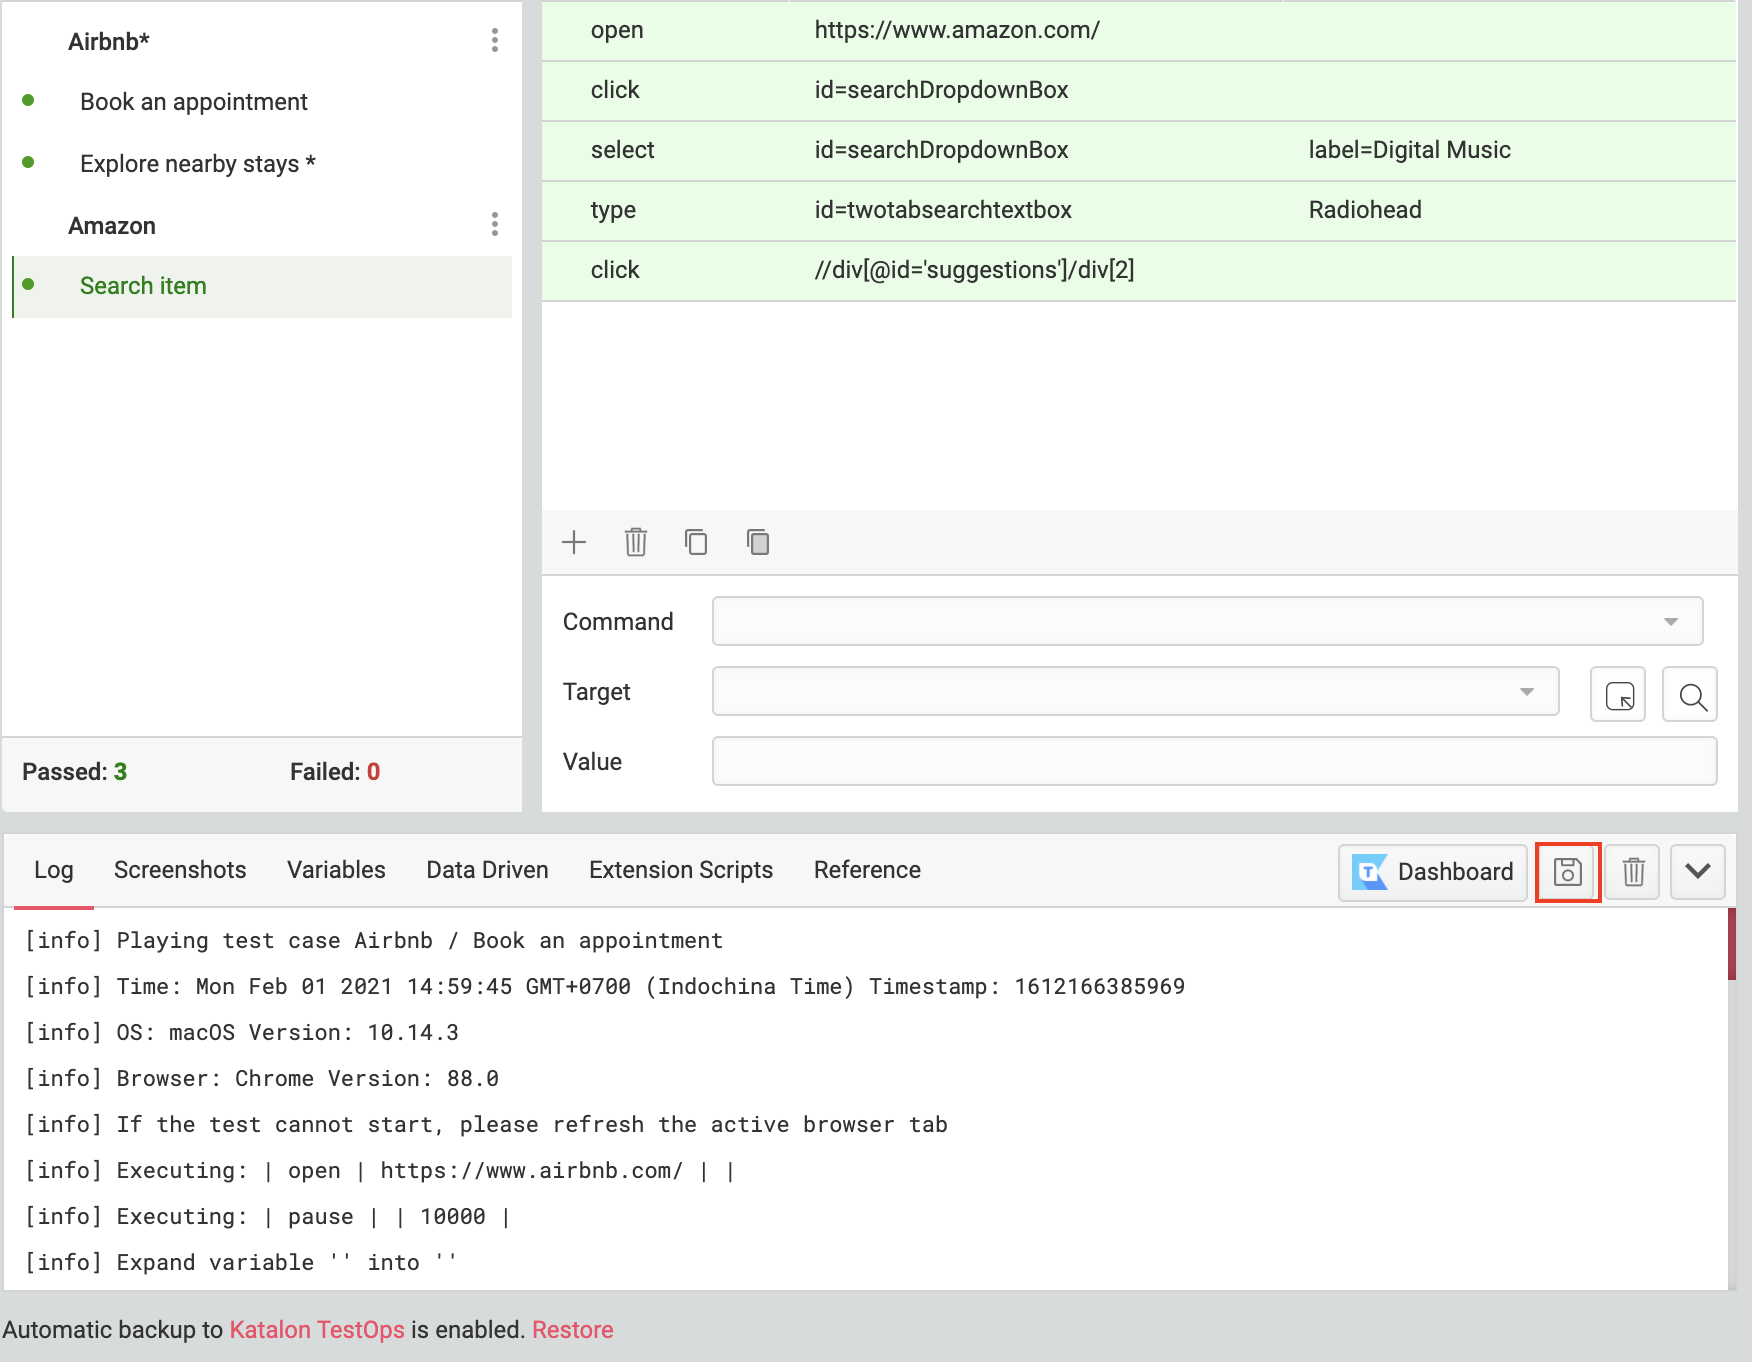 Airbnb*
Book an appointment
Explore nearby stays *
Amazon
Search item
Passed: 3 Failed: 0
open https://www.amazon.com/
click id=searchDropdownBox
select id=searchDropdownBox label=Digital Music
type id=twotabsearchtextbox Radiohead
click //div[@id='suggestions']/div[2]
Command
Target
Value
Log Screenshots Variables Data Driven Extension Scripts Reference Dashboard
[info] Playing test case Airbnb / Book an appointment
[info] Time: Mon Feb 01 2021 14:59:45 GMT+0700 (Indochina Time) Timestamp: 1612166385969
[info] OS: macOS Version: 10.14.3
[info] Browser: Chrome Version: 88.0
[info] If the test cannot start, please refresh the active browser tab
[info] Executing: | open | https://www.airbnb.com/ | |
[info] Executing: | pause | | 10000 |
[info] Expand variable '' into ''
Automatic backup to Katalon TestOps is enabled. Restore